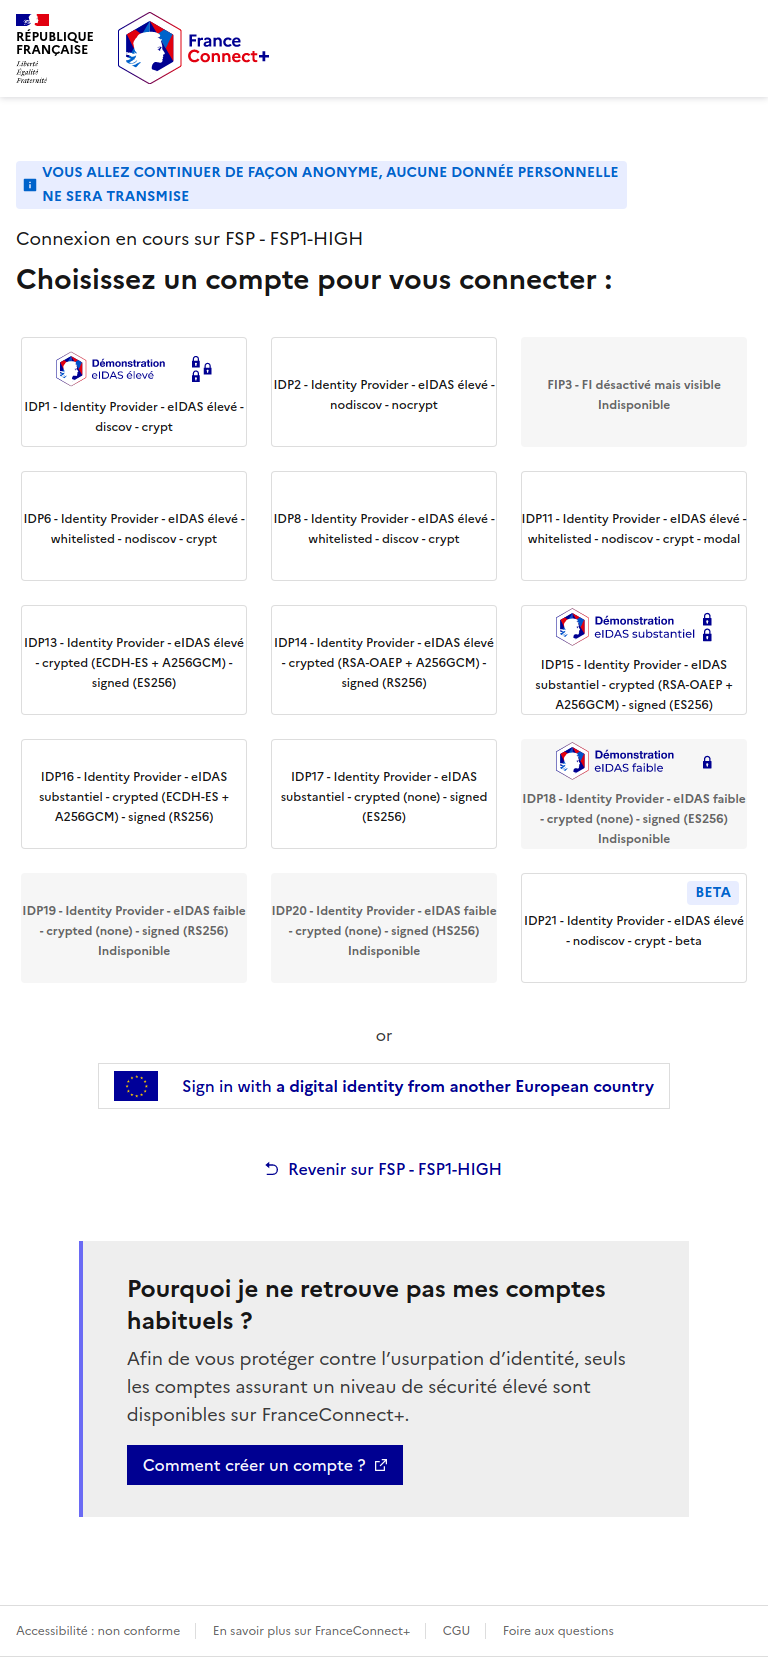 RÉPUBLIQUE
FRANÇAISE
Liberté
Égalité
Fraternité
France
Connect+
VOUS ALLEZ CONTINUER DE FAÇON ANONYME, AUCUNE DONNÉE PERSONNELLE
NE SERA TRANSMISE
Connexion en cours sur FSP - FSP1-HIGH
Choisissez un compte pour vous connecter :
Démonstration
eIDAS élevé
IDP1 - Identity Provider - eIDAS élevé -
discov - crypt
IDP2 - Identity Provider - eIDAS élevé -
nodiscov - nocrypt
FIP3 - FI désactivé mais visible
Indisponible
IDP6 - Identity Provider - eIDAS élevé -
whitelisted - nodiscov - crypt
IDP8 - Identity Provider - eIDAS élevé -
whitelisted - discov - crypt
IDP11 - Identity Provider - eIDAS élevé -
whitelisted - nodiscov - crypt - modal
IDP13 - Identity Provider - eIDAS élevé
- crypted (ECDH-ES + A256GCM) -
signed (ES256)
IDP14 - Identity Provider - eIDAS élevé
- crypted (RSA-OAEP + A256GCM) -
signed (RS256)
Démonstration
eIDAS substantiel
IDP15 - Identity Provider - eIDAS
substantiel - crypted (RSA-OAEP +
A256GCM) - signed (ES256)
IDP16 - Identity Provider - eIDAS
substantiel - crypted (ECDH-ES +
A256GCM) - signed (RS256)
IDP17 - Identity Provider - eIDAS
substantiel - crypted (none) - signed
(ES256)
Démonstration
eIDAS faible
IDP18 - Identity Provider - eIDAS faible
- crypted (none) - signed (ES256)
Indisponible
IDP19 - Identity Provider - eIDAS faible
- crypted (none) - signed (RS256)
Indisponible
IDP20 - Identity Provider - eIDAS faible
- crypted (none) - signed (HS256)
Indisponible
BETA
IDP21 - Identity Provider - eIDAS élevé
- nodiscov - crypt - beta
or
Sign in with a digital identity from another European country
Revenir sur FSP - FSP1-HIGH
Pourquoi je ne retrouve pas mes comptes
habituels ?
Afin de vous protéger contre l’usurpation d’identité, seuls
les comptes assurant un niveau de sécurité élevé sont
disponibles sur FranceConnect+.
Comment créer un compte ?
Accessibilité : non conforme
En savoir plus sur FranceConnect+
CGU
Foire aux questions